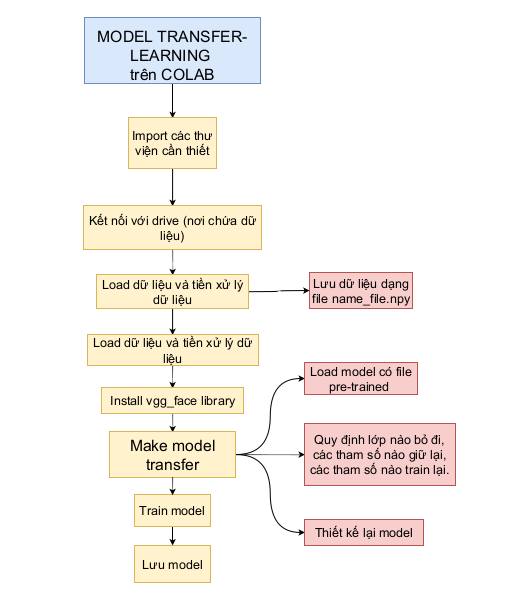 MODEL TRANSFER-
LEARNING
trên COLAB
Import các thư
viện cần thiết
Kết nối với drive (nơi chứa dữ
liệu)
Load dữ liệu và tiền xử lý
dữ liệu
Lưu dữ liệu dạng
file name_file.npy
Load dữ liệu và tiền xử lý dữ
liệu
Install vgg_face library
Load model có file
pre-trained
Make model
transfer
Quy định lớp nào bỏ đi,
các tham số nào giữ lại,
các tham số nào train lại.
Train model
Thiết kế lại model
Lưu model